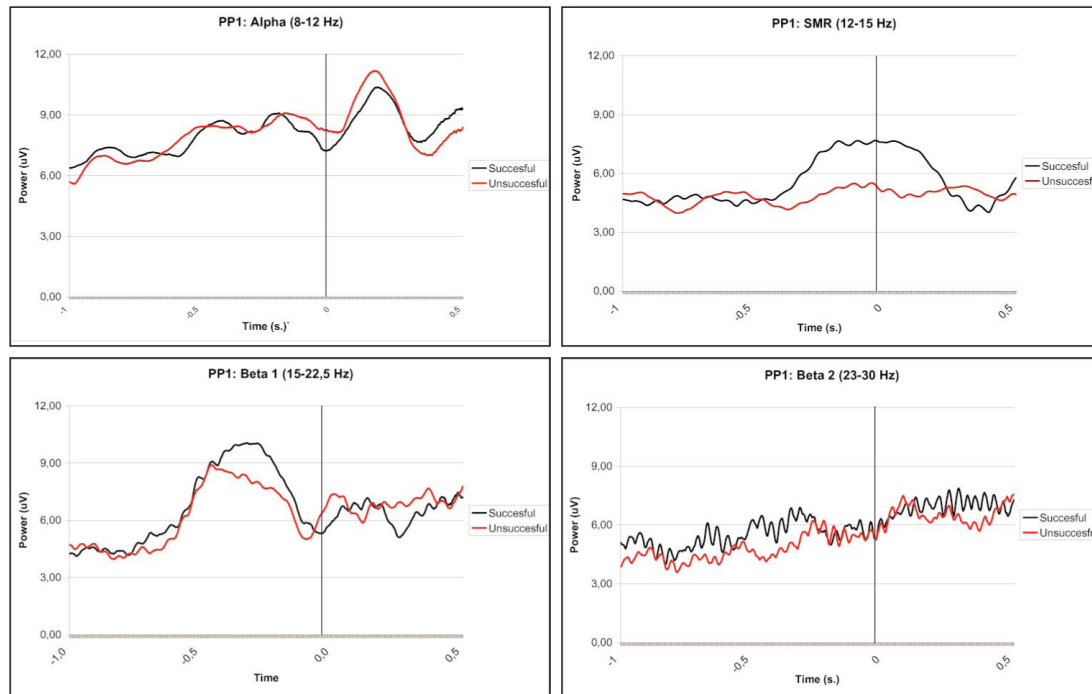 PP1: Alpha (8-12 Hz)
12,00
9,00
6,00
3,00
0,00
Power (uV)
-1
-0,5
0
0,5
Time (s.)`
Succesful
Unsuccesful
PP1: SMR (12-15 Hz)
12,00
9,00
6,00
3,00
0,00
Power (uV)
-1
-0,5
0
0,5
Time (s.)
Succesful
Unsuccesful
PP1: Beta 1 (15-22,5 Hz)
12,00
9,00
6,00
3,00
0,00
Power (uV)
-1,0
-0,5
0,0
0,5
Time
Succesful
Unsuccesful
PP1: Beta 2 (23-30 Hz)
12,00
9,00
6,00
3,00
0,00
Power (uV)
-1
-0,5
0
0,5
Time (s.)
Succesful
Unsuccesful